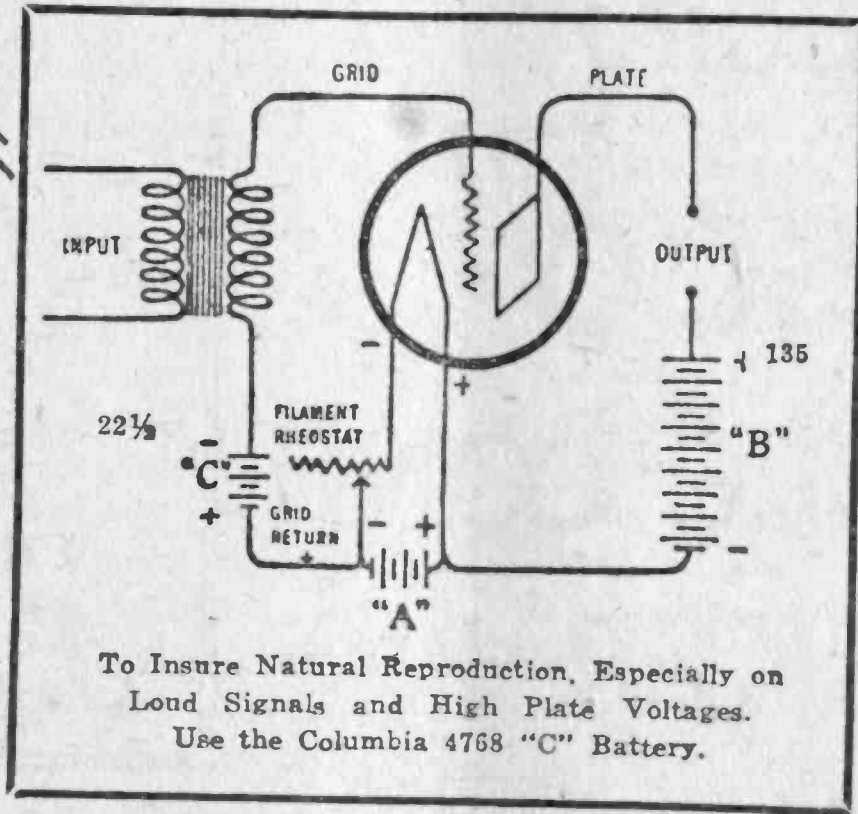 GRID
PLATE
INPUT
OUTPUT
135
"B"
-
-
+
22½
-
"C"
+
FILAMENT
RHEOSTAT
GRID
RETURN
+
- +
"A"
To Insure Natural Reproduction, Especially on
Loud Signals and High Plate Voltages.
Use the Columbia 4768 "C" Battery.